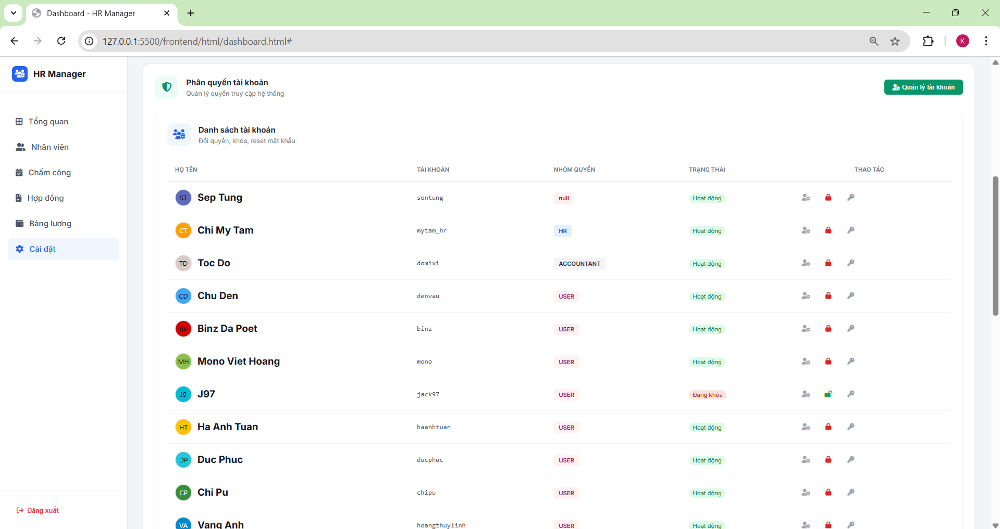 Dashboard - HR Manager
127.0.0.1:5500/frontend/html/dashboard.html#
K
HR Manager
Tổng quan
Nhân viên
Chấm công
Hợp đồng
Bảng lương
Cài đặt
Đăng xuất
Phân quyền tài khoản
Quản lý quyền truy cập hệ thống
Quản lý tài khoản
Danh sách tài khoản
Đổi quyền, khóa, reset mật khẩu
HỌ TÊN TÀI KHOẢN NHÓM QUYỀN TRẠNG THÁI THAO TÁC
ST Sep Tung sontung null Hoạt động
CT Chi My Tam mytam_hr HR Hoạt động
TD Toc Do domixi ACCOUNTANT Hoạt động
CD Chu Den denvau USER Hoạt động
BP Binz Da Poet binz USER Hoạt động
MH Mono Viet Hoang mono USER Hoạt động
J9 J97 jack97 USER Đang khóa
HT Ha Anh Tuan haanhtuan USER Hoạt động
DP Duc Phuc ducphuc USER Hoạt động
CP Chi Pu chipu USER Hoạt động
VA Vang Anh hoangthuylinh USER Hoạt động